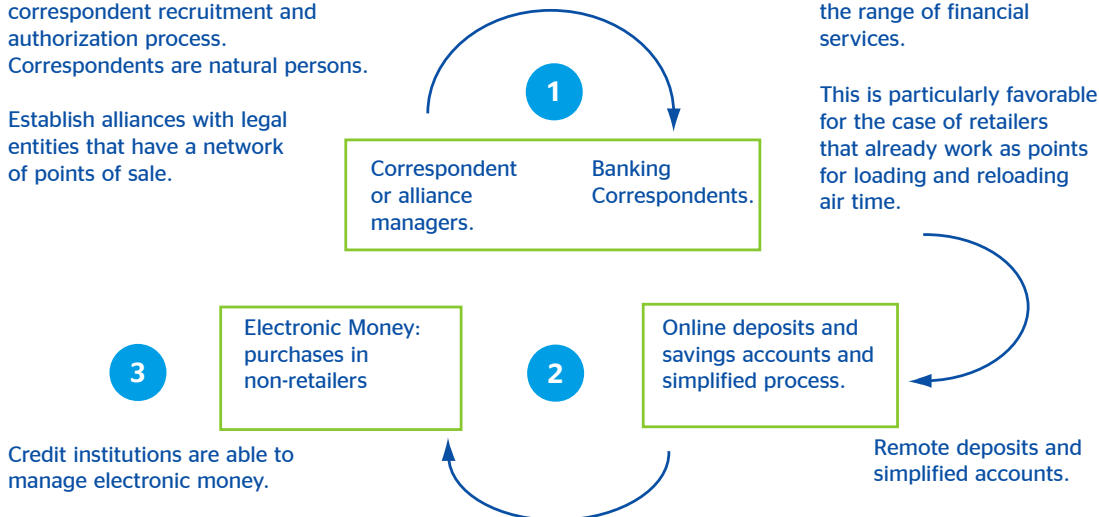 correspondent recruitment and
authorization process.
Correspondents are natural persons.
Establish alliances with legal
entities that have a network
of points of sale.
1
Correspondent
or alliance
managers.
Banking
Correspondents.
the range of financial
services.
This is particularly favorable
for the case of retailers
that already work as points
for loading and reloading
air time.
3
Electronic Money:
purchases in
non-retailers
2
Online deposits and
savings accounts and
simplified process.
Credit institutions are able to
manage electronic money.
Remote deposits and
simplified accounts.